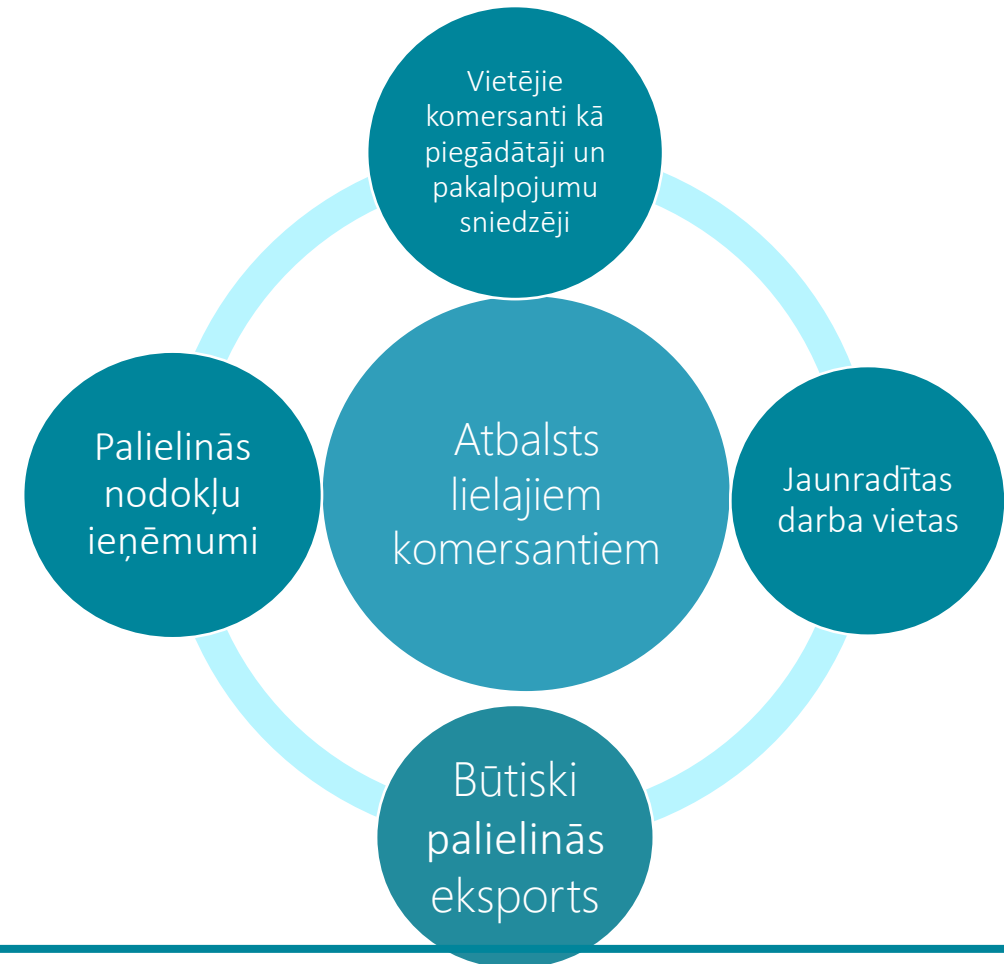 Vietējie
komersanti kā
piegādātāji un
pakalpojumu
sniedzēji
Atbalsts
lielajiem
komersantiem
Jaunradītas
darba vietas
Būtiski
palielinās
eksports
Palielinās
nodokļu
ieņēmumi